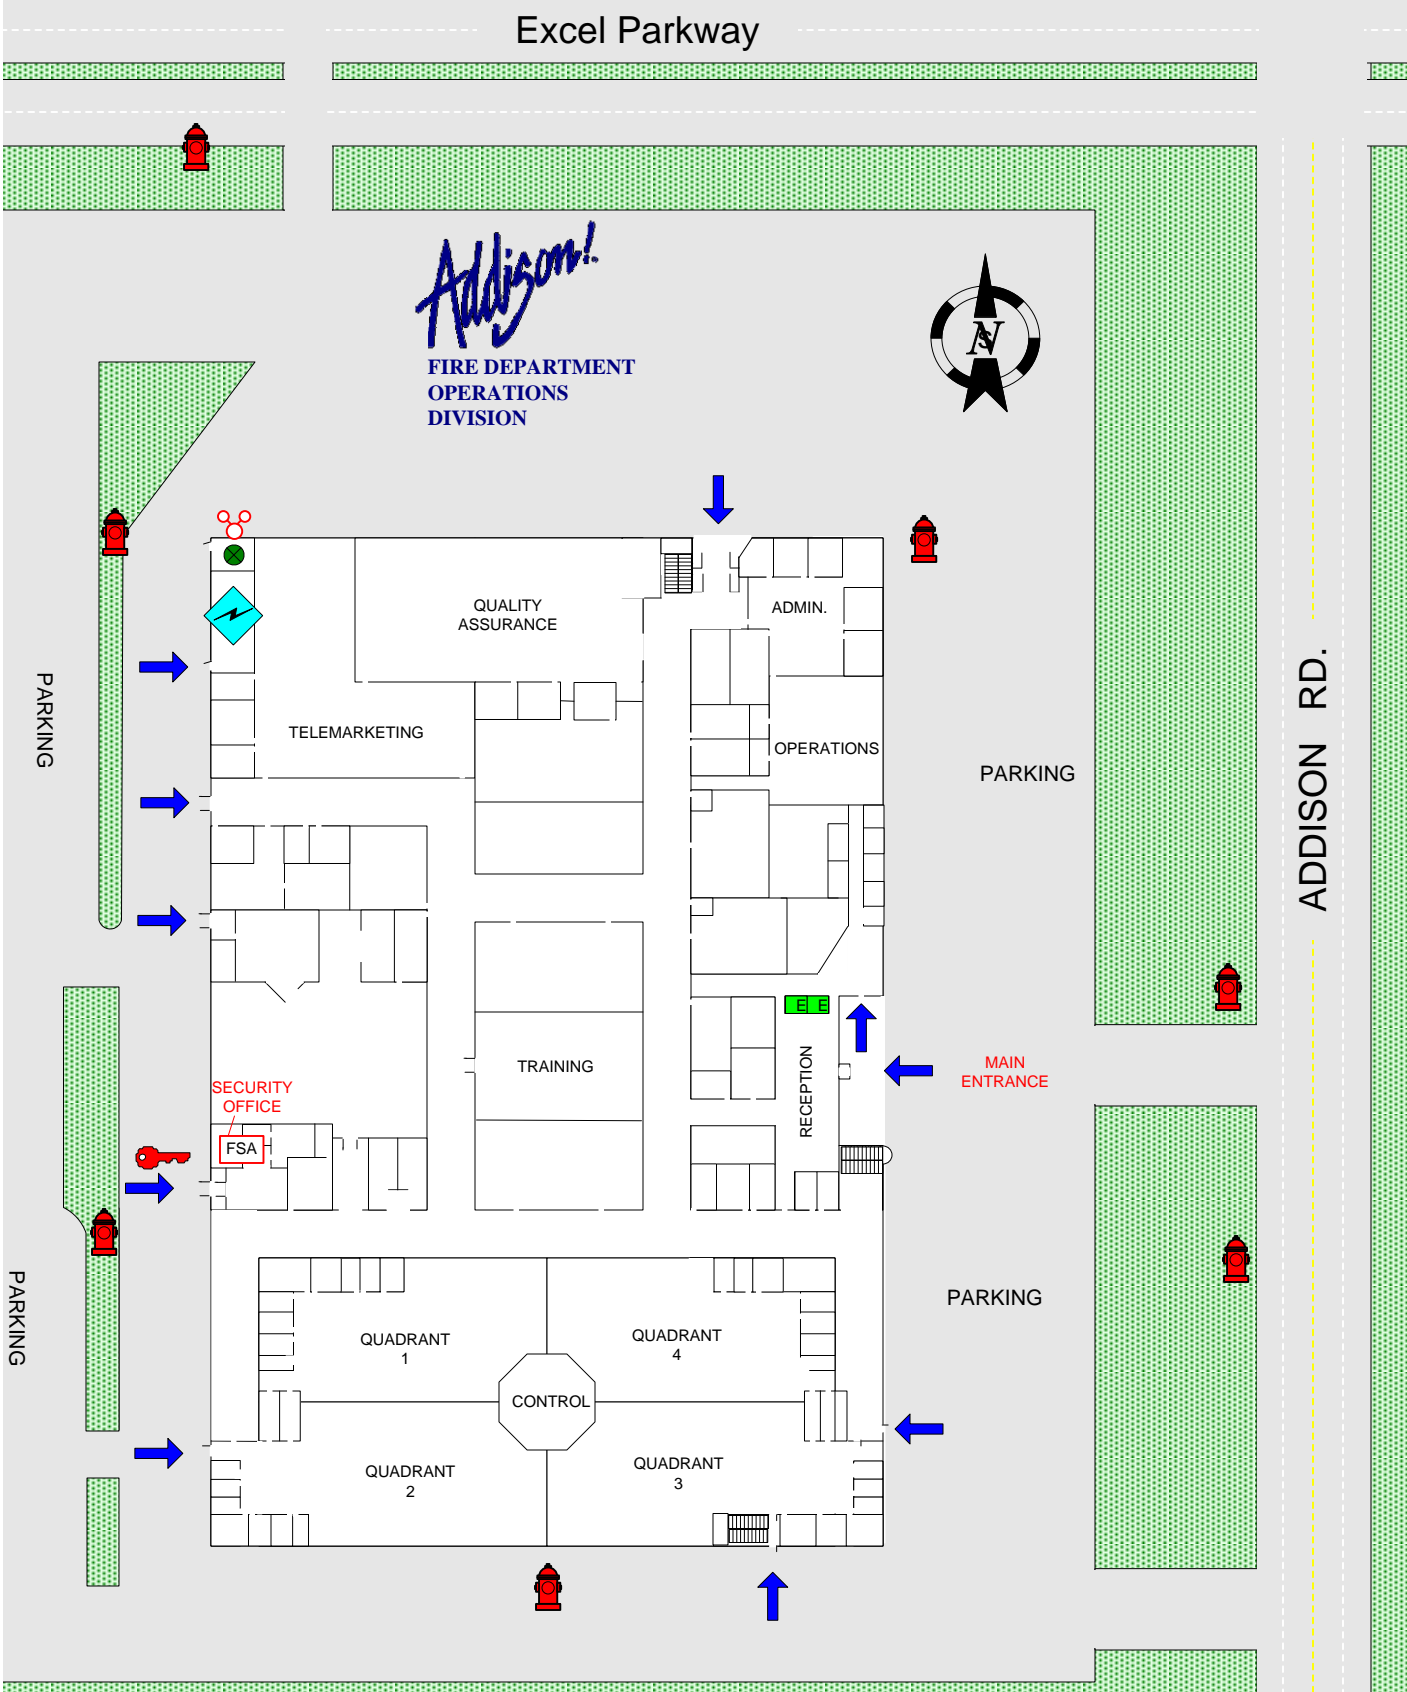 Excel Parkway
Addison!
FIRE DEPARTMENT
OPERATIONS
DIVISION
N
S
QUALITY
ASSURANCE
ADMIN.
TELEMARKETING
OPERATIONS
PARKING
PARKING
ADDISON RD.
E E
TRAINING
RECEPTION
MAIN
ENTRANCE
SECURITY
OFFICE
FSA
PARKING
PARKING
QUADRANT
1
QUADRANT
4
CONTROL
QUADRANT
2
QUADRANT
3